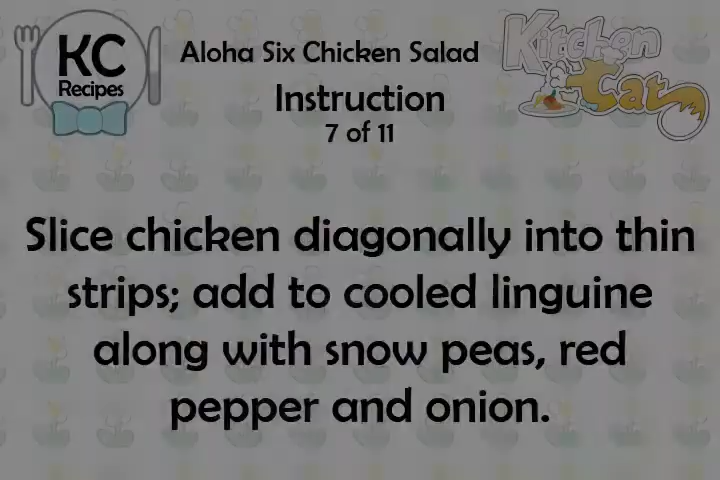 KC
Recipes
Aloha Six Chicken Salad
Kitchen
Cat
Instruction
7 of 11
Slice chicken diagonally into thin
strips; add to cooled linguine
along with snow peas, red
pepper and onion.